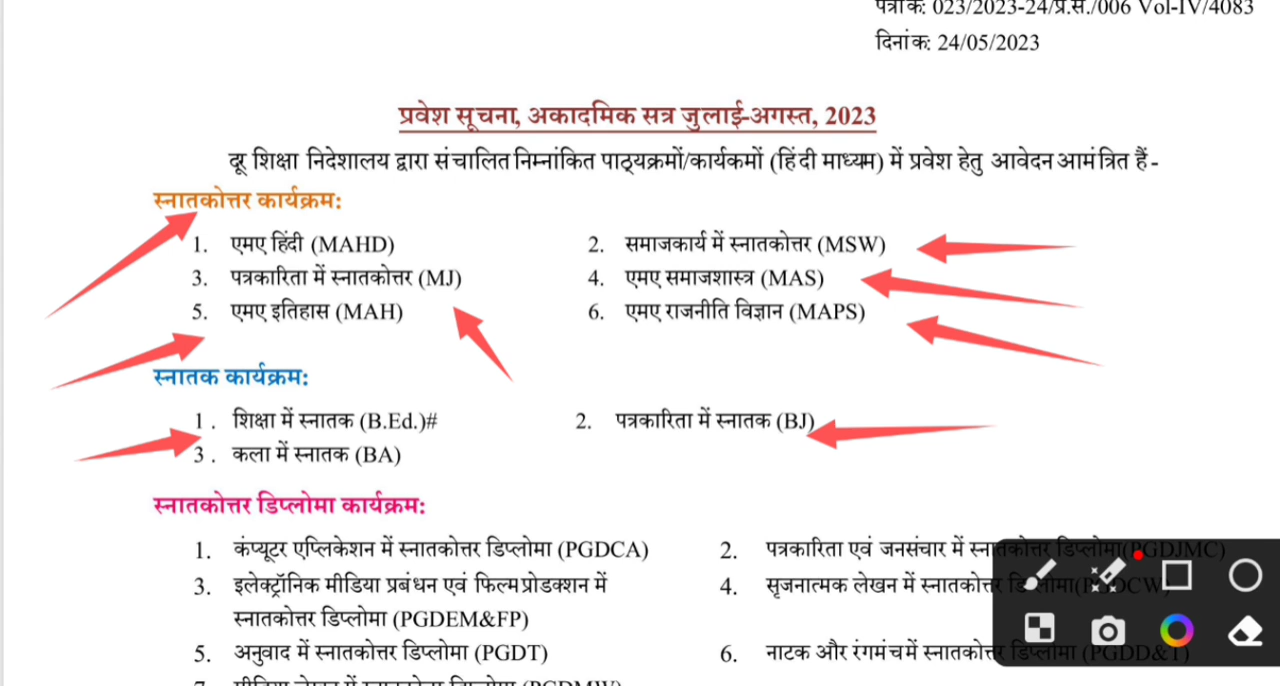 पत्रांक: 023/2023-24/प्र.स./006 Vol-IV/4083
दिनांक: 24/05/2023
प्रवेश सूचना, अकादमिक सत्र जुलाई-अगस्त, 2023
दूर शिक्षा निदेशालय द्वारा संचालित निम्नांकित पाठ्यक्रमों/कार्यकमों (हिंदी माध्यम) में प्रवेश हेतु आवेदन आमंत्रित हैं -
स्नातकोत्तर कार्यक्रम:
1. एमए हिंदी (MAHD) 2. समाजकार्य में स्नातकोत्तर (MSW)
3. पत्रकारिता में स्नातकोत्तर (MJ) 4. एमए समाजशास्त्र (MAS)
5. एमए इतिहास (MAH) 6. एमए राजनीति विज्ञान (MAPS)
स्नातक कार्यक्रम:
1 . शिक्षा में स्नातक (B.Ed.)# 2. पत्रकारिता में स्नातक (BJ)
3 . कला में स्नातक (BA)
स्नातकोत्तर डिप्लोमा कार्यक्रम:
1. कंप्यूटर एप्लिकेशन में स्नातकोत्तर डिप्लोमा (PGDCA) 2. पत्रकारिता एवं जनसंचार में स्नातकोत्तर डिप्लोमा(PGDJMC)
3. इलेक्ट्रॉनिक मीडिया प्रबंधन एवं फिल्मप्रोडक्शन में 4. सृजनात्मक लेखन में स्नातकोत्तर डिप्लोमा(PGDCW)
स्नातकोत्तर डिप्लोमा (PGDEM&FP)
5. अनुवाद में स्नातकोत्तर डिप्लोमा (PGDT) 6. नाटक और रंगमंचमें स्नातकोत्तर डिप्लोमा (PGDD&T)